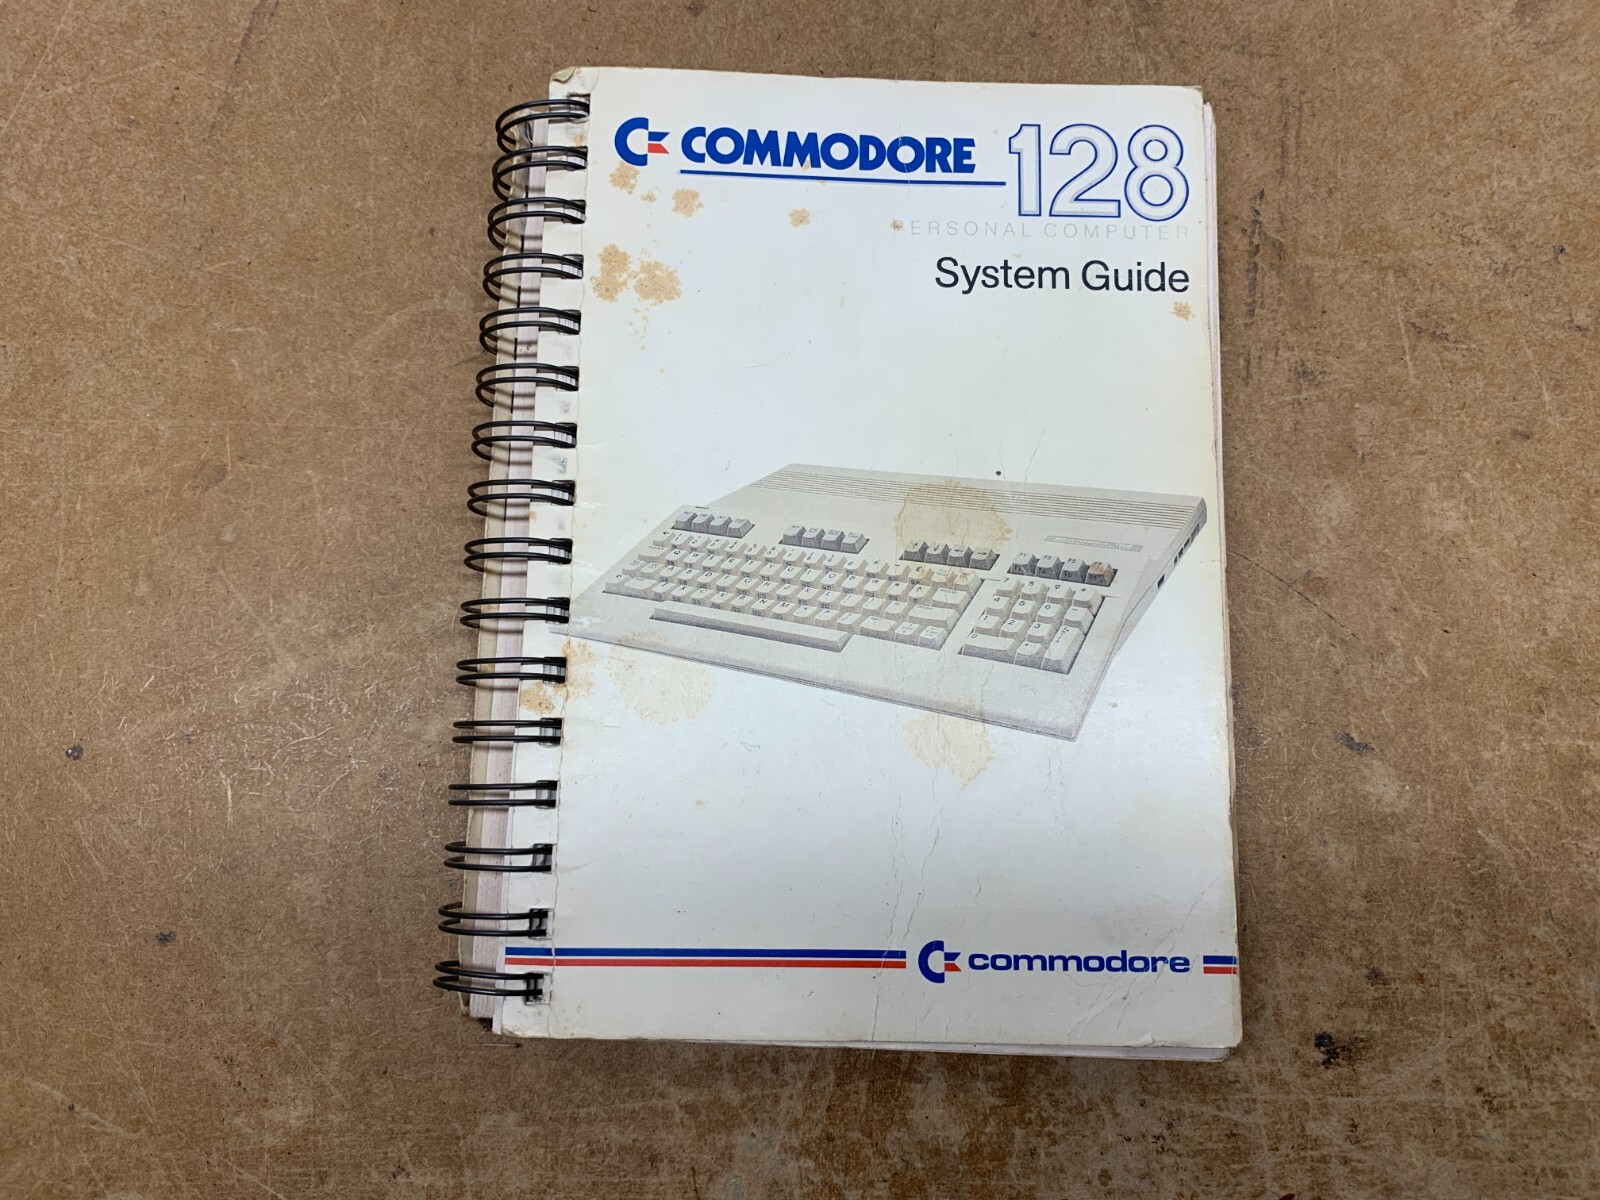 COMMODORE 128
PERSONAL COMPUTER
System Guide
commodore